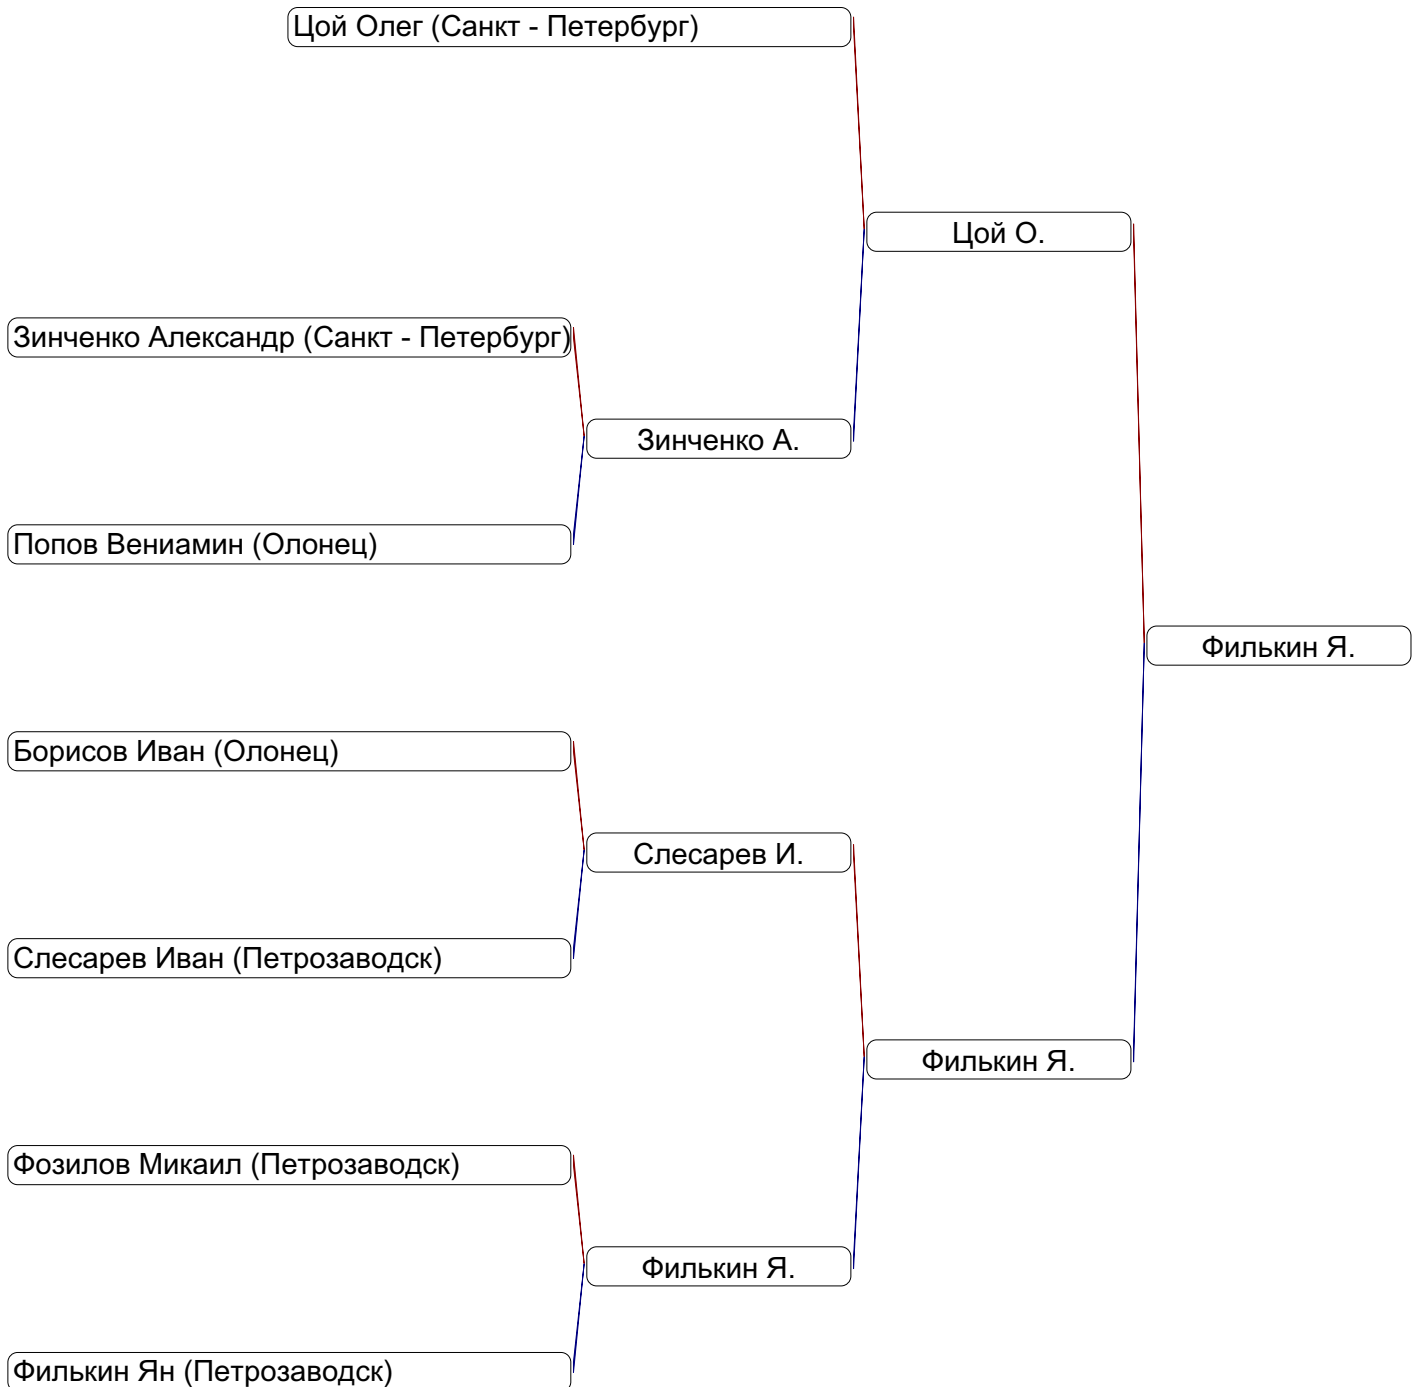 Цой Олег (Санкт - Петербург)
Цой О.
Зинченко Александр (Санкт - Петербург)
Зинченко А.
Попов Вениамин (Олонец)
Филькин Я.
Борисов Иван (Олонец)
Слесарев И.
Слесарев Иван (Петрозаводск)
Филькин Я.
Фозилов Микаил (Петрозаводск)
Филькин Я.
Филькин Ян (Петрозаводск)